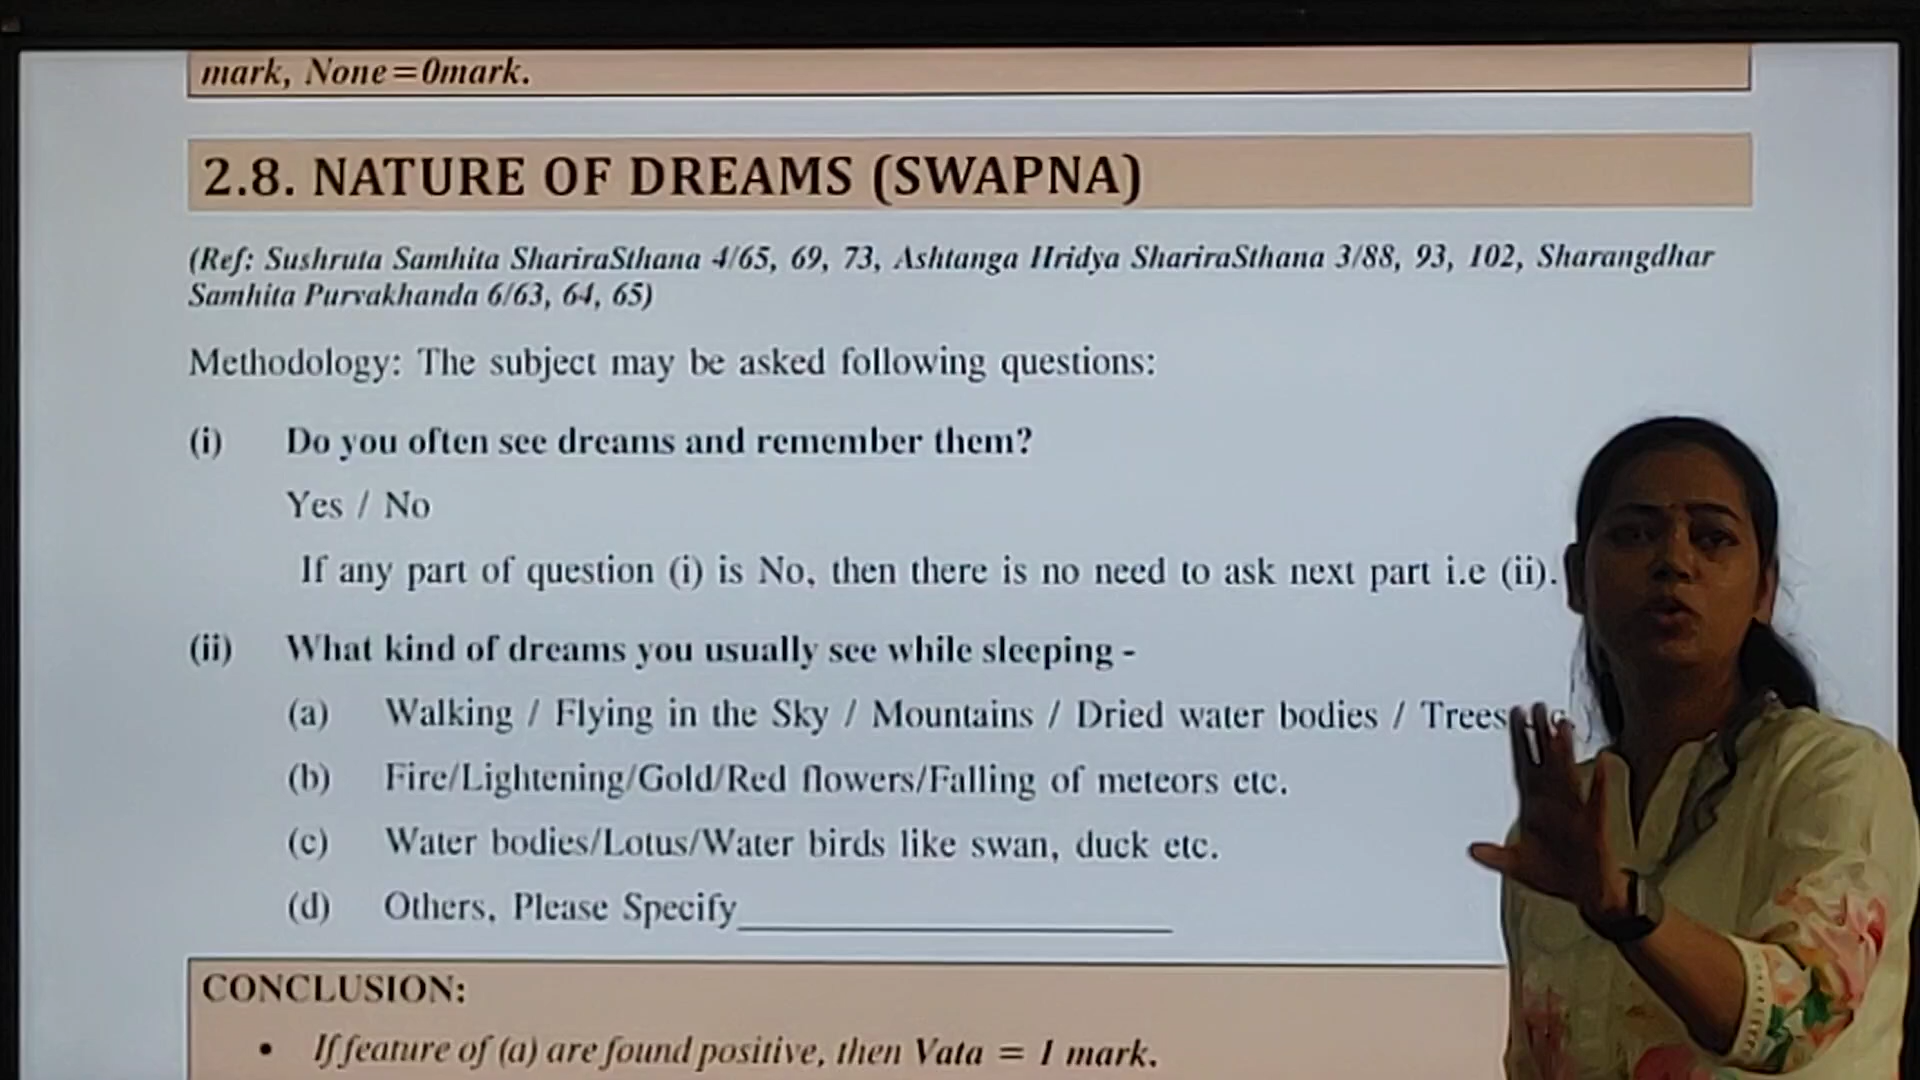 mark, None=0mark.
2.8. NATURE OF DREAMS (SWAPNA)
(Ref: Sushruta Samhita ShariraSthana 4/65, 69, 73, Ashtanga Hridya ShariraSthana 3/88, 93, 102, Sharangdhar
Samhita Purvakhanda 6/63, 64, 65)
Methodology: The subject may be asked following questions:
(i) Do you often see dreams and remember them?
Yes / No
If any part of question (i) is No, then there is no need to ask next part i.e (ii).
(ii) What kind of dreams you usually see while sleeping -
(a) Walking / Flying in the Sky / Mountains / Dried water bodies / Trees
(b) Fire/Lightening/Gold/Red flowers/Falling of meteors etc.
(c) Water bodies/Lotus/Water birds like swan, duck etc.
(d) Others, Please Specify
CONCLUSION:
• If feature of (a) are found positive, then Vata = 1 mark.